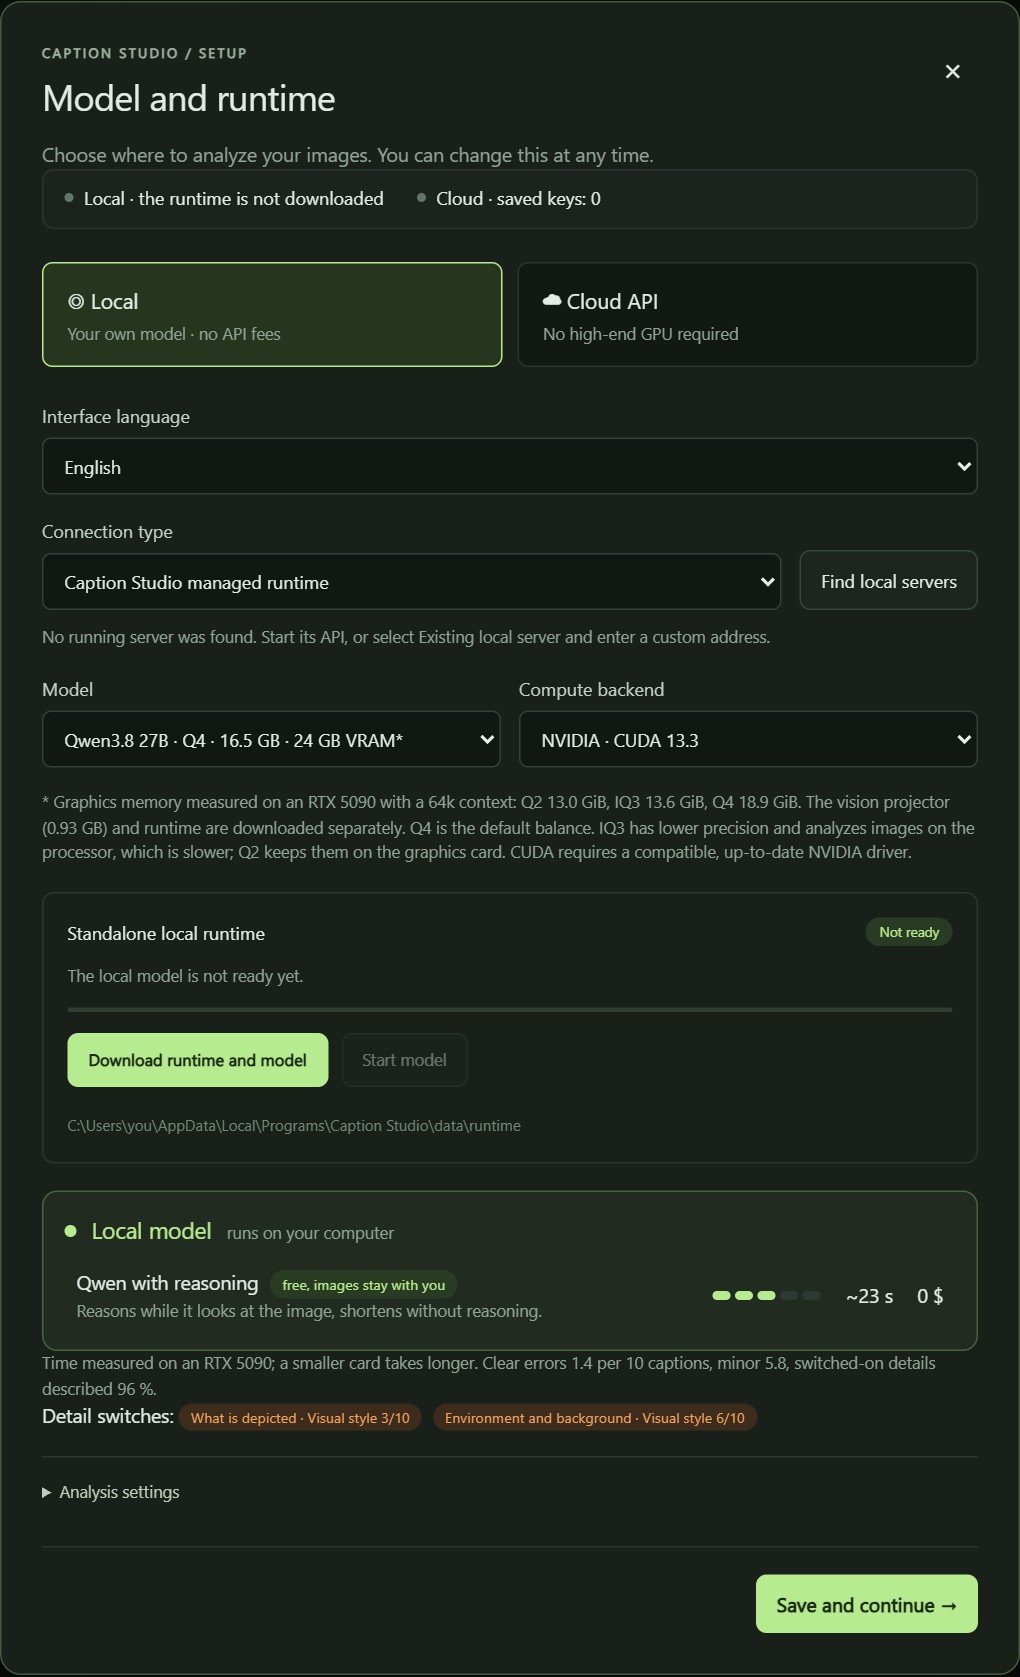 CAPTION STUDIO / SETUP
Model and runtime
Choose where to analyze your images. You can change this at any time.
Local · the runtime is not downloaded
Cloud · saved keys: 0
Local
Your own model · no API fees
Cloud API
No high-end GPU required
Interface language
English
Connection type
Caption Studio managed runtime
Find local servers
No running server was found. Start its API, or select Existing local server and enter a custom address.
Model
Compute backend
Qwen3.8 27B · Q4 · 16.5 GB · 24 GB VRAM*
NVIDIA · CUDA 13.3
* Graphics memory measured on an RTX 5090 with a 64k context: Q2 13.0 GiB, IQ3 13.6 GiB, Q4 18.9 GiB. The vision projector
(0.93 GB) and runtime are downloaded separately. Q4 is the default balance. IQ3 has lower precision and analyzes images on the
processor, which is slower; Q2 keeps them on the graphics card. CUDA requires a compatible, up-to-date NVIDIA driver.
Standalone local runtime
Not ready
The local model is not ready yet.
Download runtime and model
Start model
C:\Users\you\AppData\Local\Programs\Caption Studio\data\runtime
Local model runs on your computer
Qwen with reasoning free, images stay with you
Reasons while it looks at the image, shortens without reasoning.
~23 s 0 $
Time measured on an RTX 5090; a smaller card takes longer. Clear errors 1.4 per 10 captions, minor 5.8, switched-on details
described 96 %.
Detail switches: What is depicted · Visual style 3/10 Environment and background · Visual style 6/10
Analysis settings
Save and continue →